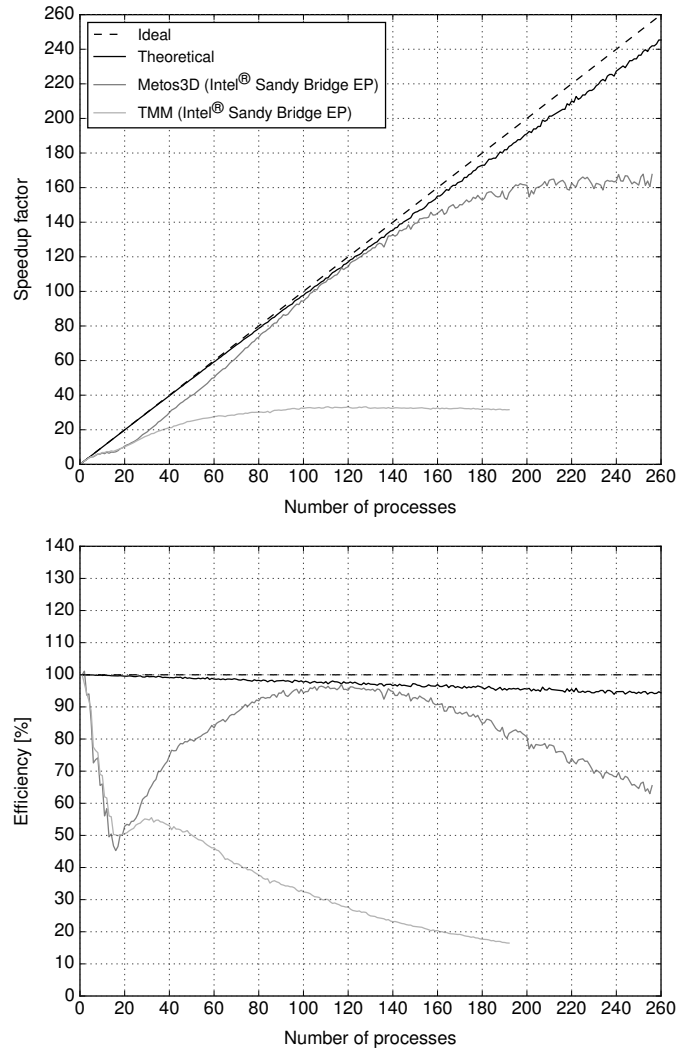 260
240
220
200
180
160
140
120
100
80
60
40
20
0
Speedup factor
Ideal
Theoretical
Metos3D (Intel® Sandy Bridge EP)
TMM (Intel® Sandy Bridge EP)
0 20 40 60 80 100 120 140 160 180 200 220 240 260
Number of processes
140
130
120
110
100
90
80
70
60
50
40
30
20
10
0
Efficiency [%]
0 20 40 60 80 100 120 140 160 180 200 220 240 260
Number of processes